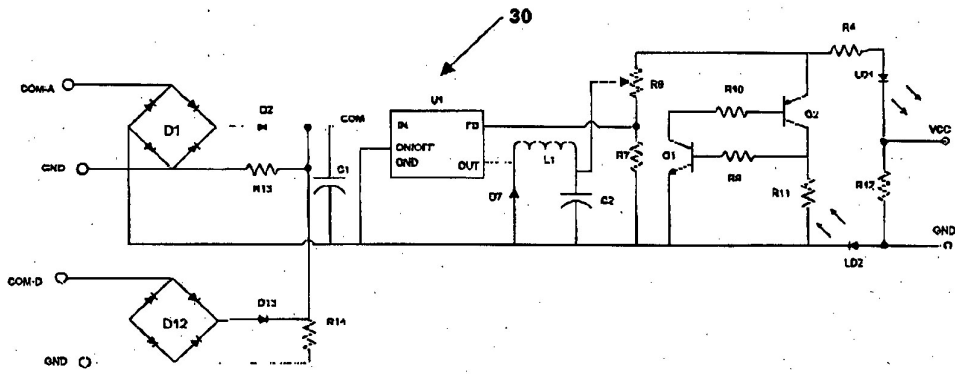 30
COM-A
D1
D2
COM
GND
R13
C1
U1
IN
FB
ON/OFF
GND
OUT
L1
D7
C2
R8
R7
R10
Q2
Q1
R9
R11
R4
LD1
VCC
R12
GND
LD2
COM-D
D12
D13
R14
GND